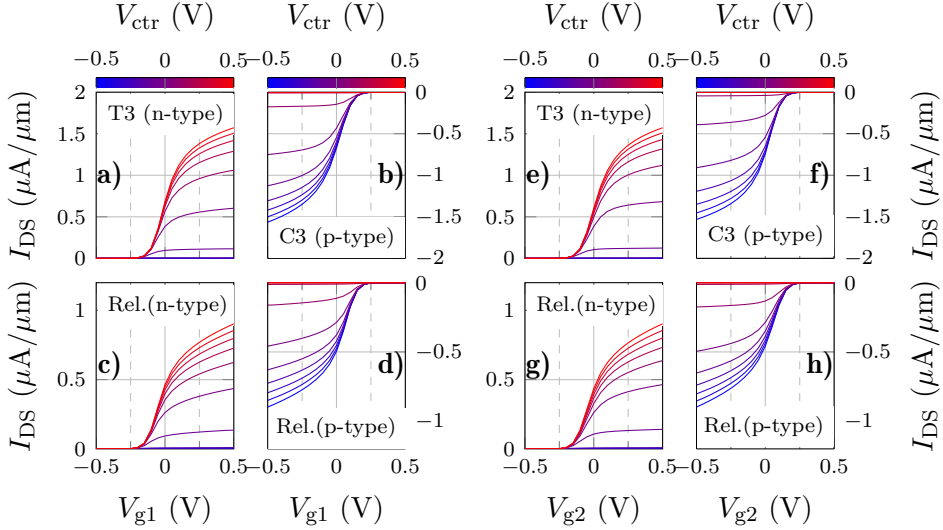 V_ctr (V) V_ctr (V) V_ctr (V) V_ctr (V)
−0.5 0 0.5 −0.5 0 0.5 −0.5 0 0.5 −0.5 0 0.5
I_DS (μA/μm)
2
1.5
1
0.5
0
T3 (n-type)
a)
0
−0.5
−1
−1.5
−2
b)
C3 (p-type)
2
1.5
1
0.5
0
T3 (n-type)
e)
0
−0.5
−1
−1.5
−2
f)
C3 (p-type)
I_DS (μA/μm)
I_DS (μA/μm)
1
0.5
0
Rel.(n-type)
c)
0
−0.5
−1
d)
Rel.(p-type)
1
0.5
0
Rel.(n-type)
g)
0
−0.5
−1
h)
Rel.(p-type)
I_DS (μA/μm)
−0.5 0 0.5 −0.5 0 0.5 −0.5 0 0.5 −0.5 0 0.5
V_g1 (V) V_g1 (V) V_g2 (V) V_g2 (V)